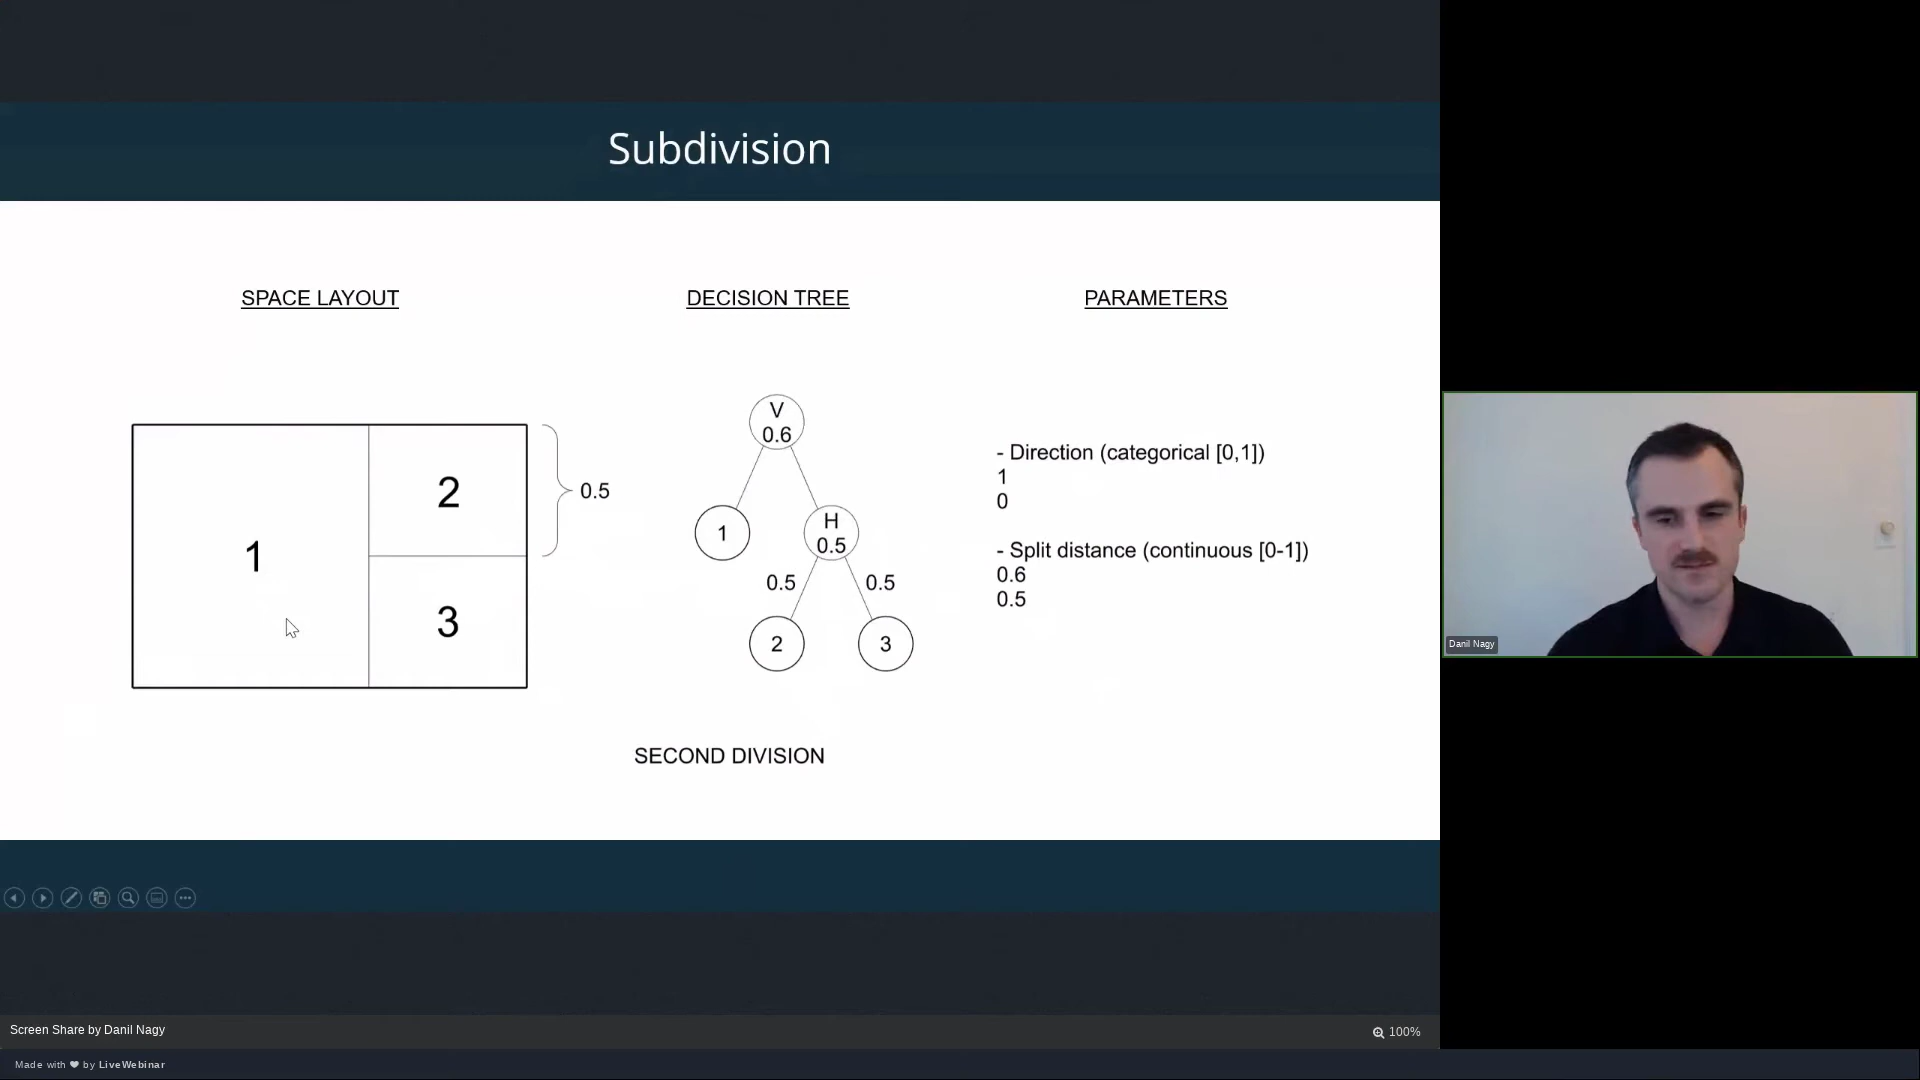 Subdivision
SPACE LAYOUT
DECISION TREE
PARAMETERS
1
2
3
0.5
V
0.6
1
H
0.5
0.5
0.5
2
3
- Direction (categorical [0,1])
1
0
- Split distance (continuous [0-1])
0.6
0.5
SECOND DIVISION
Danil Nagy
Screen Share by Danil Nagy
100%
Made with ❤ by LiveWebinar